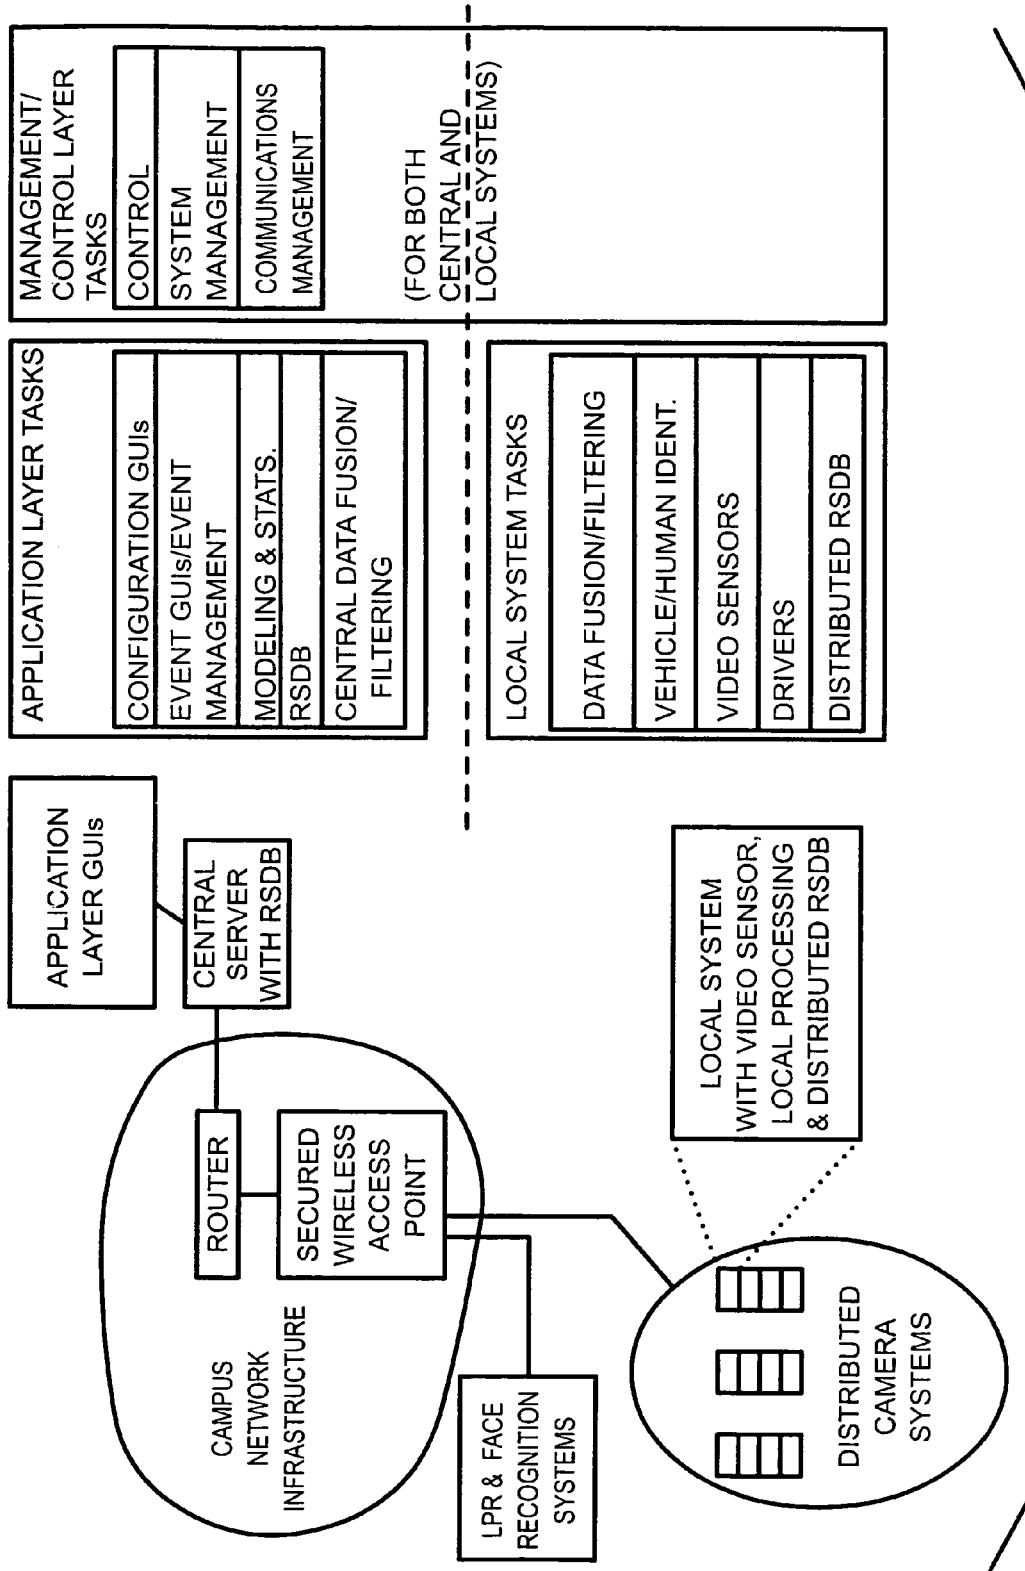 APPLICATION
LAYER GUIs
CENTRAL
SERVER
WITH RSDB
ROUTER
SECURED
WIRELESS
ACCESS
POINT
CAMPUS
NETWORK
INFRASTRUCTURE
LPR & FACE
RECOGNITION
SYSTEMS
LOCAL SYSTEM
WITH VIDEO SENSOR,
LOCAL PROCESSING
& DISTRIBUTED RSDB
DISTRIBUTED
CAMERA
SYSTEMS
APPLICATION LAYER TASKS
CONFIGURATION GUIs
EVENT GUIs/EVENT
MANAGEMENT
MODELING & STATS.
RSDB
CENTRAL DATA FUSION/
FILTERING
LOCAL SYSTEM TASKS
DATA FUSION/FILTERING
VEHICLE/HUMAN IDENT.
VIDEO SENSORS
DRIVERS
DISTRIBUTED RSDB
MANAGEMENT/
CONTROL LAYER
TASKS
CONTROL
SYSTEM
MANAGEMENT
COMMUNICATIONS
MANAGEMENT
(FOR BOTH
CENTRAL AND
LOCAL SYSTEMS)